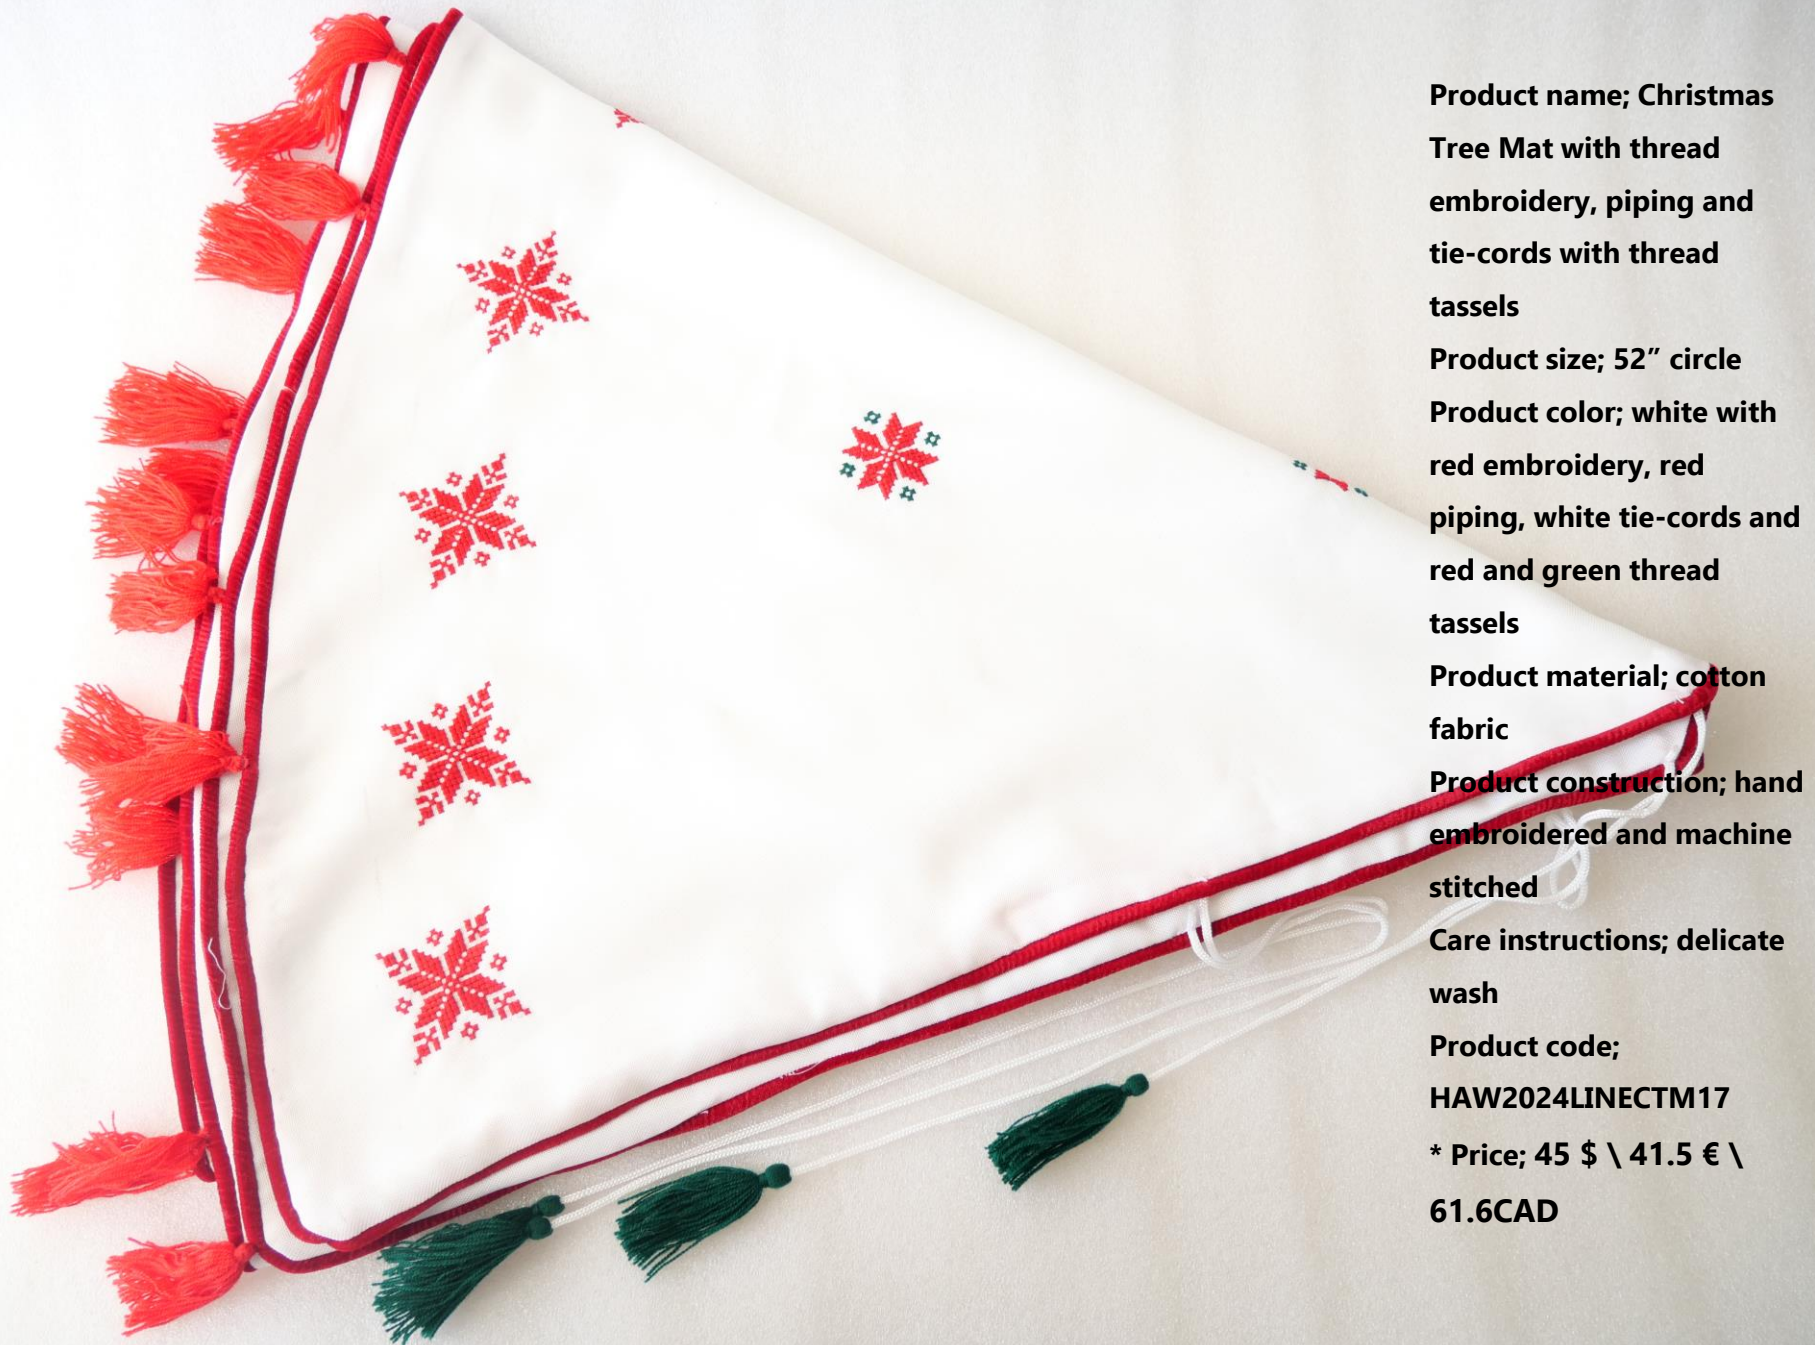 Product name; Christmas
Tree Mat with thread
embroidery, piping and
tie-cords with thread
tassels
Product size; 52” circle
Product color; white with
red embroidery, red
piping, white tie-cords and
red and green thread
tassels
Product material; cotton
fabric
Product construction; hand
embroidered and machine
stitched
Care instructions; delicate
wash
Product code;
HAW2024LINECTM17
* Price; 45 $ \ 41.5 € \
61.6CAD